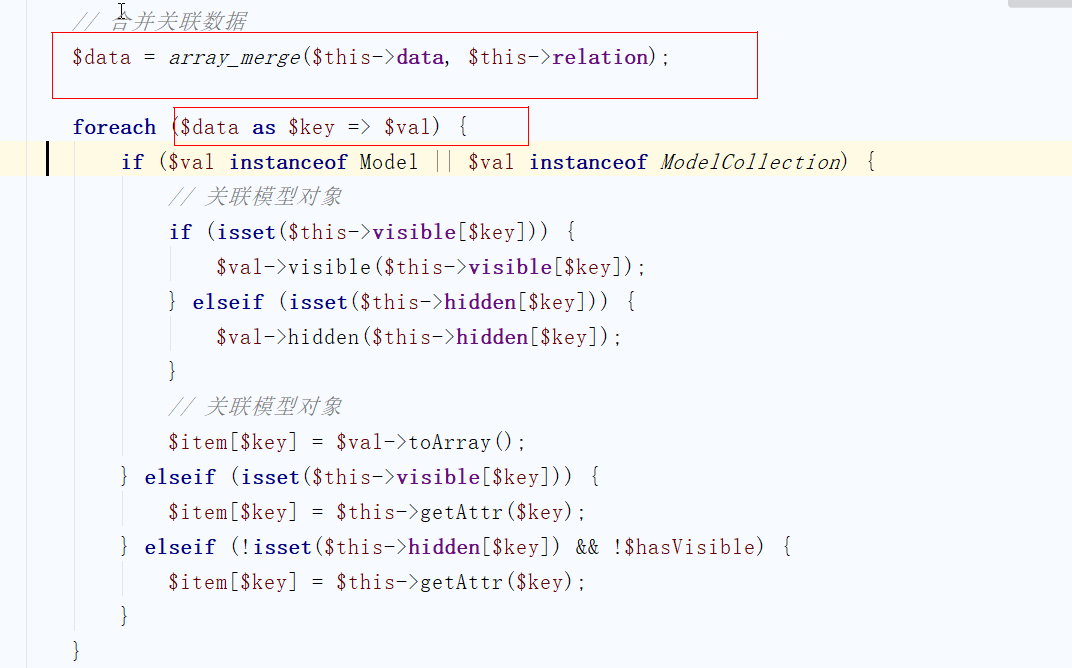 // 合并关联数据
$data = array_merge($this->data, $this->relation);
foreach ($data as $key => $val) {
if ($val instanceof Model || $val instanceof ModelCollection) {
// 关联模型对象
if (isset($this->visible[$key])) {
$val->visible($this->visible[$key]);
} elseif (isset($this->hidden[$key])) {
$val->hidden($this->hidden[$key]);
}
// 关联模型对象
$item[$key] = $val->toArray();
} elseif (isset($this->visible[$key])) {
$item[$key] = $this->getAttr($key);
} elseif (!isset($this->hidden[$key]) && !$hasVisible) {
$item[$key] = $this->getAttr($key);
}
}